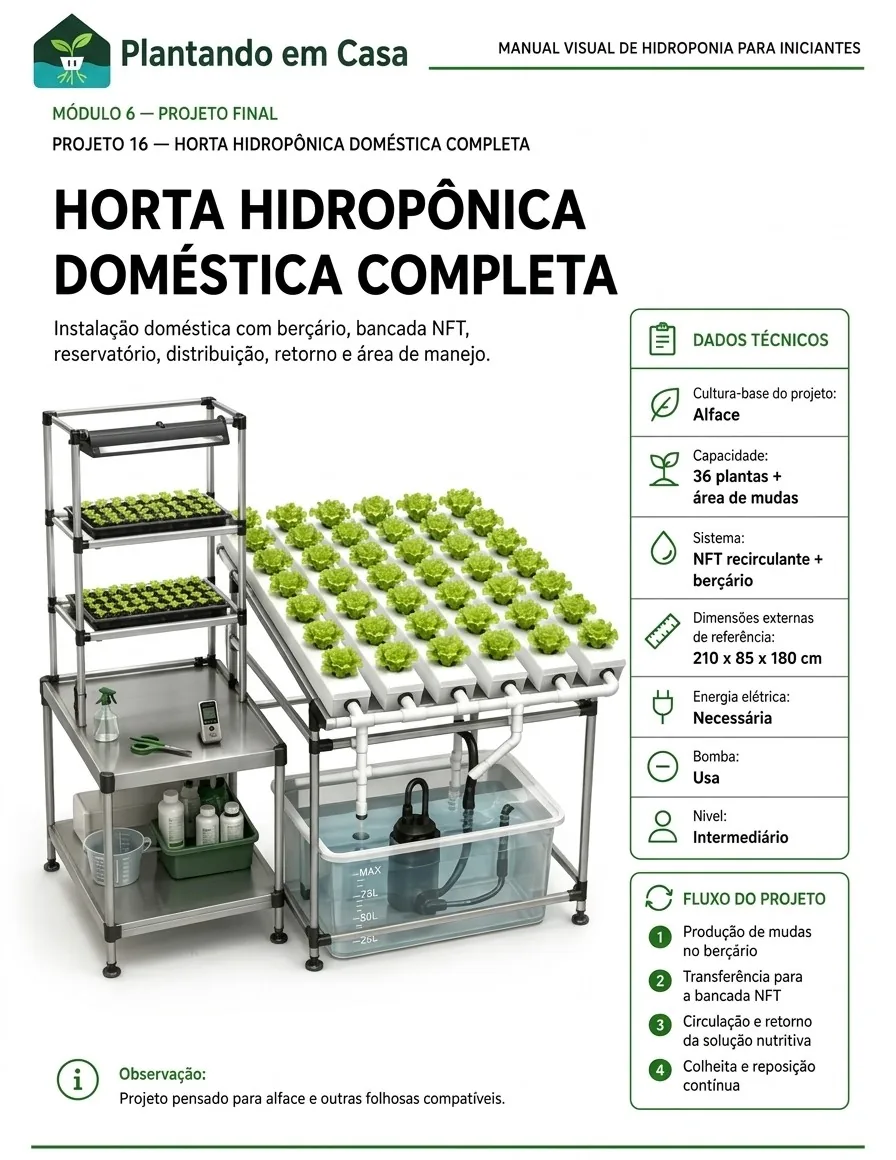 Plantando em Casa
MANUAL VISUAL DE HIDROPONIA PARA INICIANTES
MÓDULO 6 — PROJETO FINAL
PROJETO 16 — HORTA HIDROPÔNICA DOMÉSTICA COMPLETA
HORTA HIDROPÔNICA
DOMÉSTICA COMPLETA
Instalação doméstica com berçário, bancada NFT,
reservatório, distribuição, retorno e área de manejo.
DADOS TÉCNICOS
Cultura-base do projeto:
Alface
Capacidade:
36 plantas +
área de mudas
Sistema:
NFT recirculante +
berçário
Dimensões externas
de referência:
210 x 85 x 180 cm
Energia elétrica:
Necessária
Bomba:
Usa
Nivel:
Intermediário
MAX
75L
50L
25L
FLUXO DO PROJETO
1 Produção de mudas
no berçário
2 Transferência para
a bancada NFT
3 Circulação e retorno
da solução nutritiva
4 Colheita e reposição
contínua
Observação:
Projeto pensado para alface e outras folhosas compatíveis.